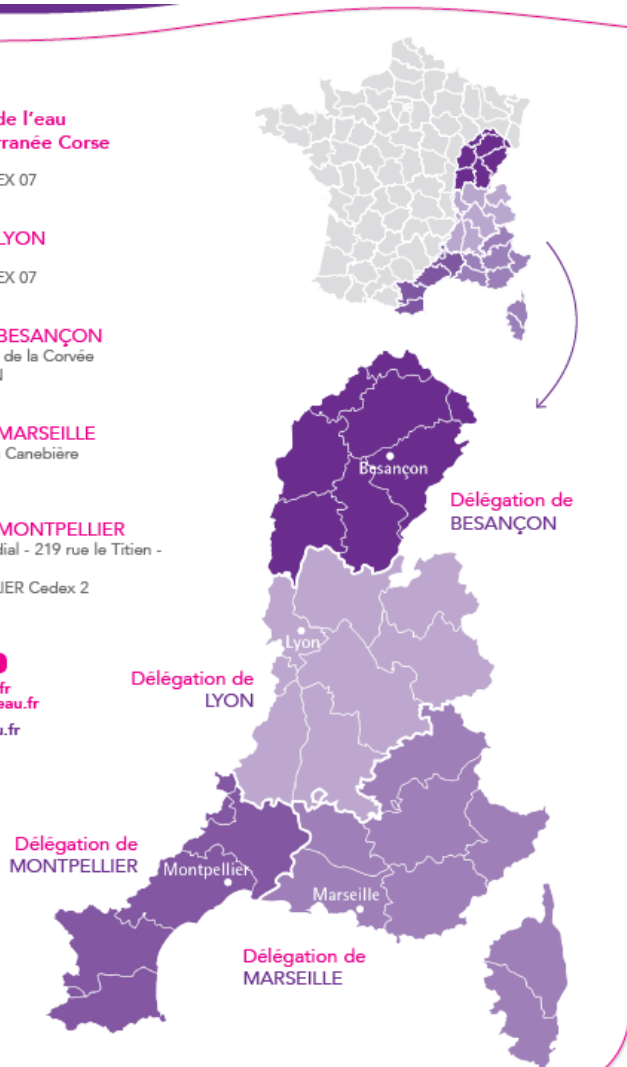 de l'eau
rranée Corse
EX 07
LYON
EX 07
BESANÇON
de la Corvée
N
MARSEILLE
Canebière
MONTPELLIER
dial - 219 rue le Titien -
IER Cedex 2
fr
eau.fr
u.fr
Besançon
Délégation de
BESANÇON
Lyon
Délégation de
LYON
Délégation de
MONTPELLIER
Montpellier
Marseille
Délégation de
MARSEILLE